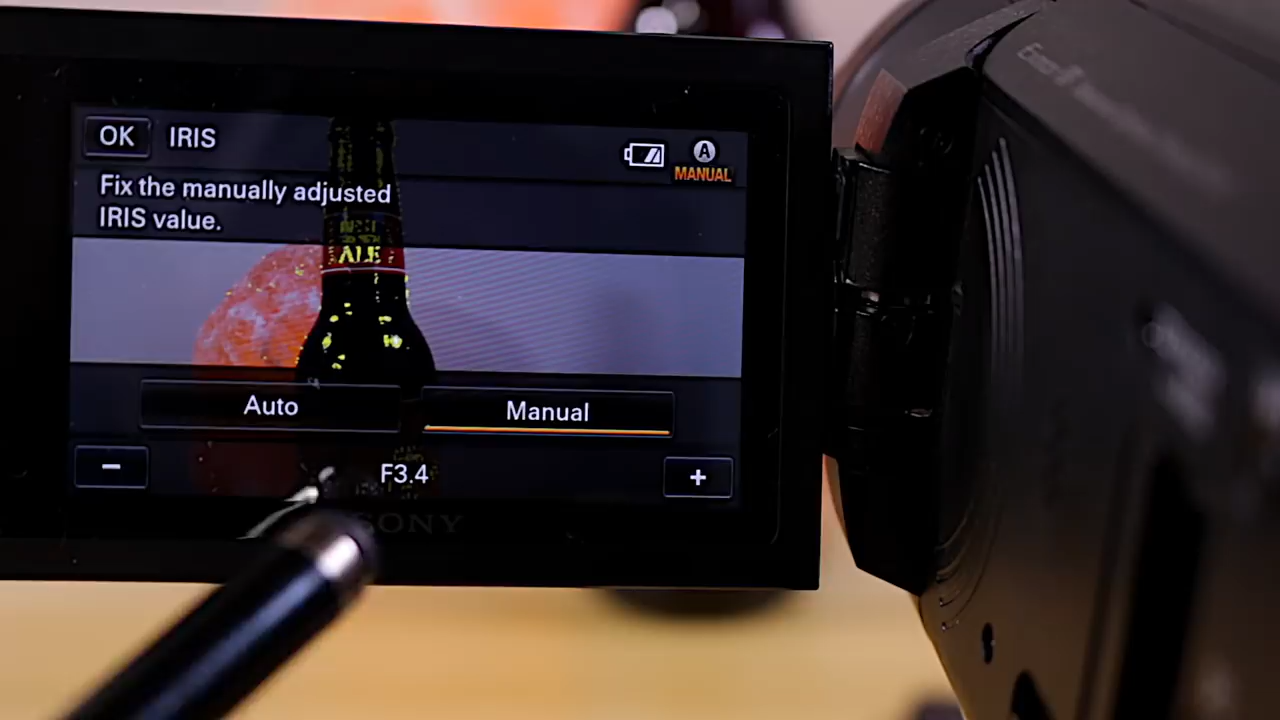 OK IRIS
A
MANUAL
Fix the manually adjusted
IRIS value.
ALE
Auto Manual
− F3.4 +
SONY